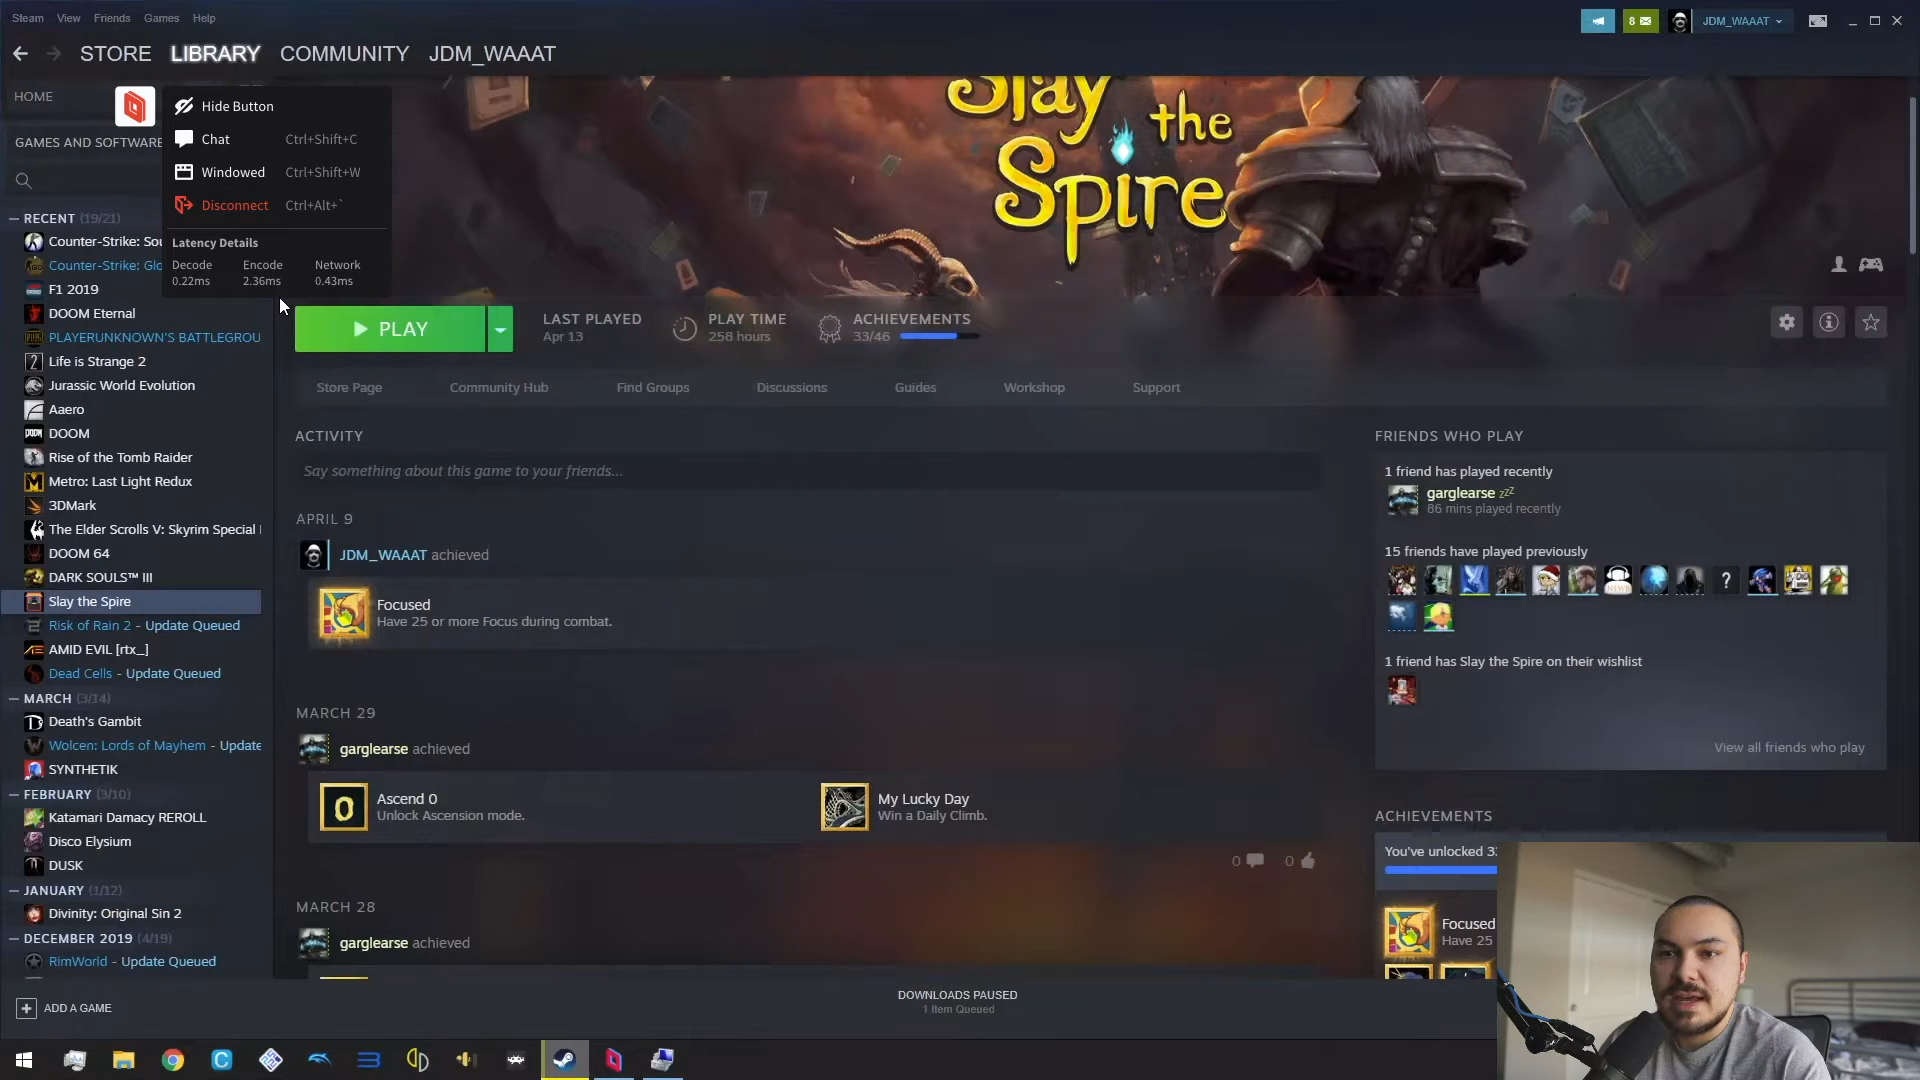 Steam View Friends Games Help
8 JDM_WAAAT
STORE LIBRARY COMMUNITY JDM_WAAAT
HOME
GAMES AND SOFTWARE
Hide Button
Chat Ctrl+Shift+C
Windowed Ctrl+Shift+W
Disconnect Ctrl+Alt+`
Latency Details
Decode Encode Network
0.22ms 2.36ms 0.43ms
Slay
the
Spire
RECENT (19/21)
Counter-Strike: Sou
Counter-Strike: Glo
F1 2019
DOOM Eternal
PLAYERUNKNOWN'S BATTLEGROU
Life is Strange 2
Jurassic World Evolution
Aaero
DOOM
Rise of the Tomb Raider
Metro: Last Light Redux
3DMark
The Elder Scrolls V: Skyrim Special
DOOM 64
DARK SOULS™ III
Slay the Spire
Risk of Rain 2 - Update Queued
AMID EVIL [rtx_]
Dead Cells - Update Queued
MARCH (3/14)
Death's Gambit
Wolcen: Lords of Mayhem - Update
SYNTHETIK
FEBRUARY (3/10)
Katamari Damacy REROLL
Disco Elysium
DUSK
JANUARY (1/12)
Divinity: Original Sin 2
DECEMBER 2019 (4/19)
RimWorld - Update Queued
ADD A GAME
PLAY
LAST PLAYED
Apr 13
PLAY TIME
258 hours
ACHIEVEMENTS
33/46
Store Page Community Hub Find Groups Discussions Guides Workshop Support
ACTIVITY
Say something about this game to your friends...
APRIL 9
JDM_WAAAT achieved
Focused
Have 25 or more Focus during combat.
MARCH 29
garglearse achieved
0
Ascend 0
Unlock Ascension mode.
My Lucky Day
Win a Daily Climb.
0 0
MARCH 28
garglearse achieved
FRIENDS WHO PLAY
1 friend has played recently
garglearse zzZ
86 mins played recently
15 friends have played previously
?
1 friend has Slay the Spire on their wishlist
View all friends who play
ACHIEVEMENTS
You've unlocked 3
Focused
Have 25
DOWNLOADS PAUSED
1 Item Queued